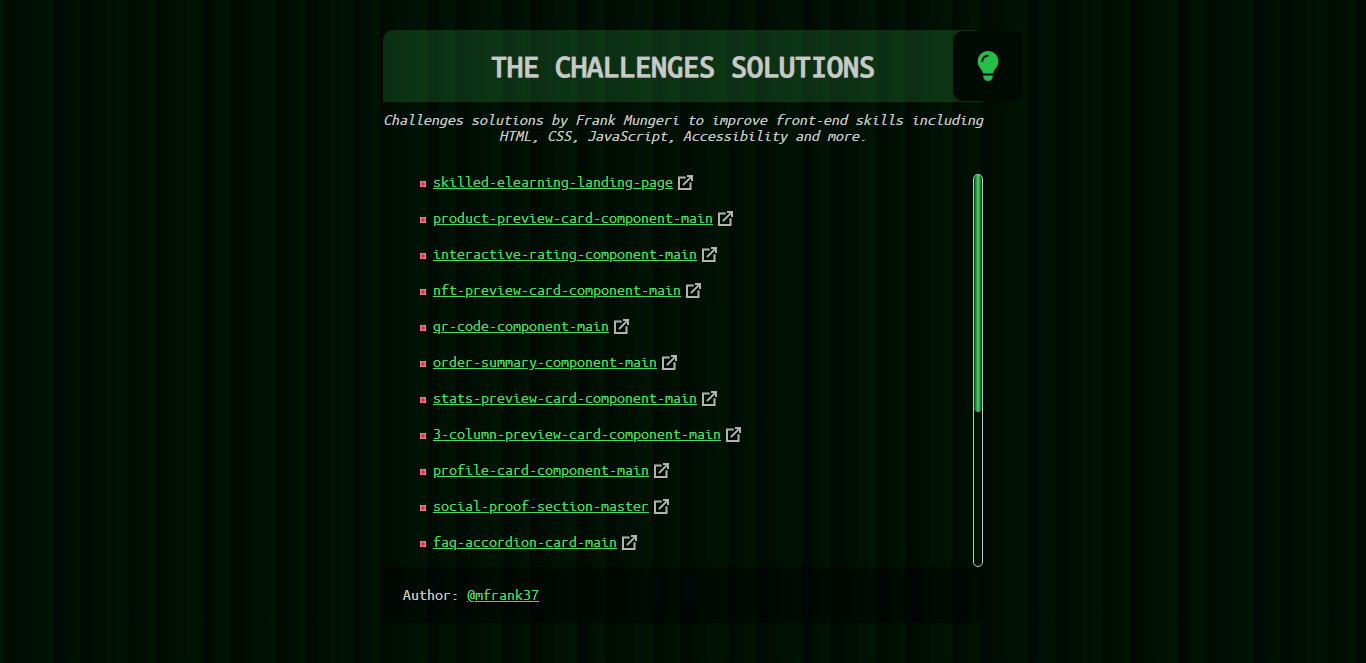 THE CHALLENGES SOLUTIONS
Challenges solutions by Frank Mungeri to improve front-end skills including
HTML, CSS, JavaScript, Accessibility and more.
skilled-elearning-landing-page
product-preview-card-component-main
interactive-rating-component-main
nft-preview-card-component-main
qr-code-component-main
order-summary-component-main
stats-preview-card-component-main
3-column-preview-card-component-main
profile-card-component-main
social-proof-section-master
faq-accordion-card-main
Author: @mfrank37